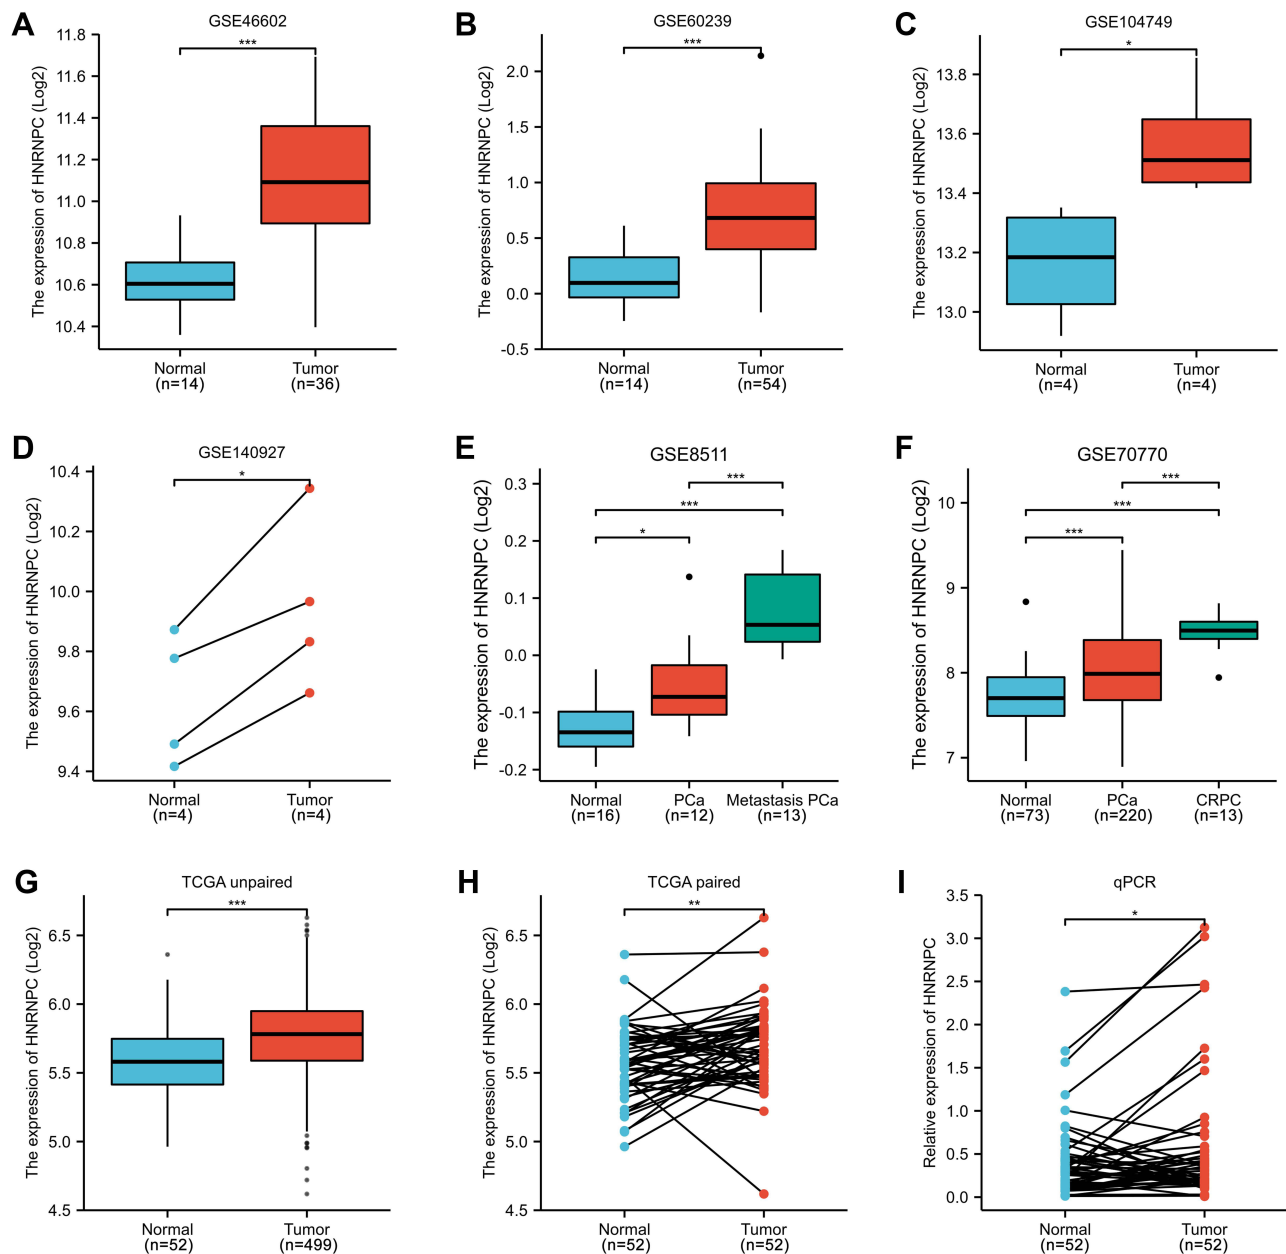 A
GSE46602
The expression of HNRNPC (Log2)
11.8
11.6
11.4
11.2
11.0
10.8
10.6
10.4
***
Normal
(n=14)
Tumor
(n=36)
B
GSE60239
The expression of HNRNPC (Log2)
2.0
1.5
1.0
0.5
0.0
-0.5
***
Normal
(n=14)
Tumor
(n=54)
C
GSE104749
The expression of HNRNPC (Log2)
13.8
13.6
13.4
13.2
13.0
*
Normal
(n=4)
Tumor
(n=4)
D
GSE140927
The expression of HNRNPC (Log2)
10.4
10.2
10.0
9.8
9.6
9.4
*
Normal
(n=4)
Tumor
(n=4)
E
GSE8511
The expression of HNRNPC (Log2)
0.3
0.2
0.1
0.0
-0.1
-0.2
***
***
*
Normal
(n=16)
PCa
(n=12)
Metastasis PCa
(n=13)
F
GSE70770
The expression of HNRNPC (Log2)
10
9
8
7
***
***
***
Normal
(n=73)
PCa
(n=220)
CRPC
(n=13)
G
TCGA unpaired
The expression of HNRNPC (Log2)
6.5
6.0
5.5
5.0
4.5
***
Normal
(n=52)
Tumor
(n=499)
H
TCGA paired
The expression of HNRNPC (Log2)
6.5
6.0
5.5
5.0
4.5
**
Normal
(n=52)
Tumor
(n=52)
I
qPCR
Relative expression of HNRNPC
3.5
3.0
2.5
2.0
1.5
1.0
0.5
0.0
*
Normal
(n=52)
Tumor
(n=52)